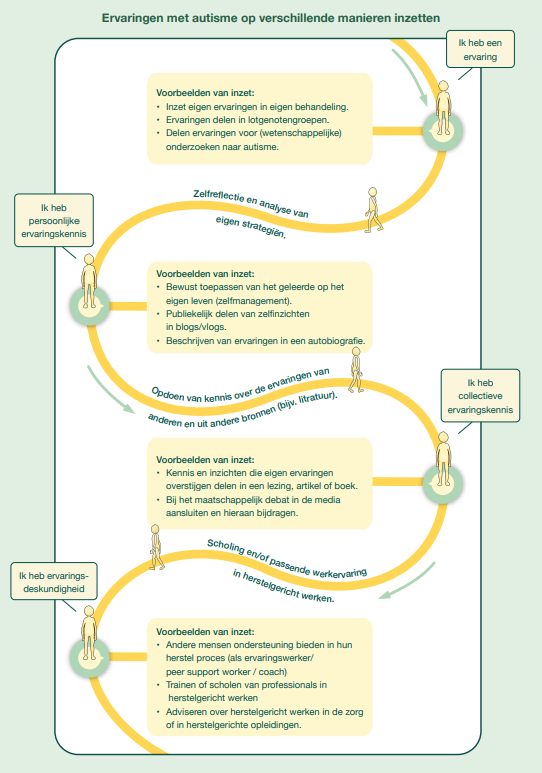 Ervaringen met autisme op verschillende manieren inzetten
Ik heb een
ervaring
Voorbeelden van inzet:
• Inzet eigen ervaringen in eigen behandeling.
• Ervaringen delen in lotgenotengroepen.
• Delen ervaringen voor (wetenschappelijke)
onderzoeken naar autisme.
Zelfreflectie en analyse van
eigen strategiën.
Ik heb
persoonlijke
ervaringskennis
Voorbeelden van inzet:
• Bewust toepassen van het geleerde op het
eigen leven (zelfmanagement).
• Publiekelijk delen van zelfinzichten
in blogs/vlogs.
• Beschrijven van ervaringen in een autobiografie.
Opdoen van kennis over de ervaringen van
anderen en uit andere bronnen (bijv. litratuur).
Ik heb
collectieve
ervaringskennis
Voorbeelden van inzet:
• Kennis en inzichten die eigen ervaringen
overstijgen delen in een lezing, artikel of boek.
• Bij het maatschappelijk debat in de media
aansluiten en hieraan bijdragen.
Scholing en/of passende werkervaring
in herstelgericht werken.
Ik heb ervarings-
deskundigheid
Voorbeelden van inzet:
• Andere mensen ondersteuning bieden in hun
herstel proces (als ervaringswerker/
peer support worker / coach)
• Trainen of scholen van professionals in
herstelgericht werken
• Adviseren over herstelgericht werken in de zorg
of in herstelgerichte opleidingen.